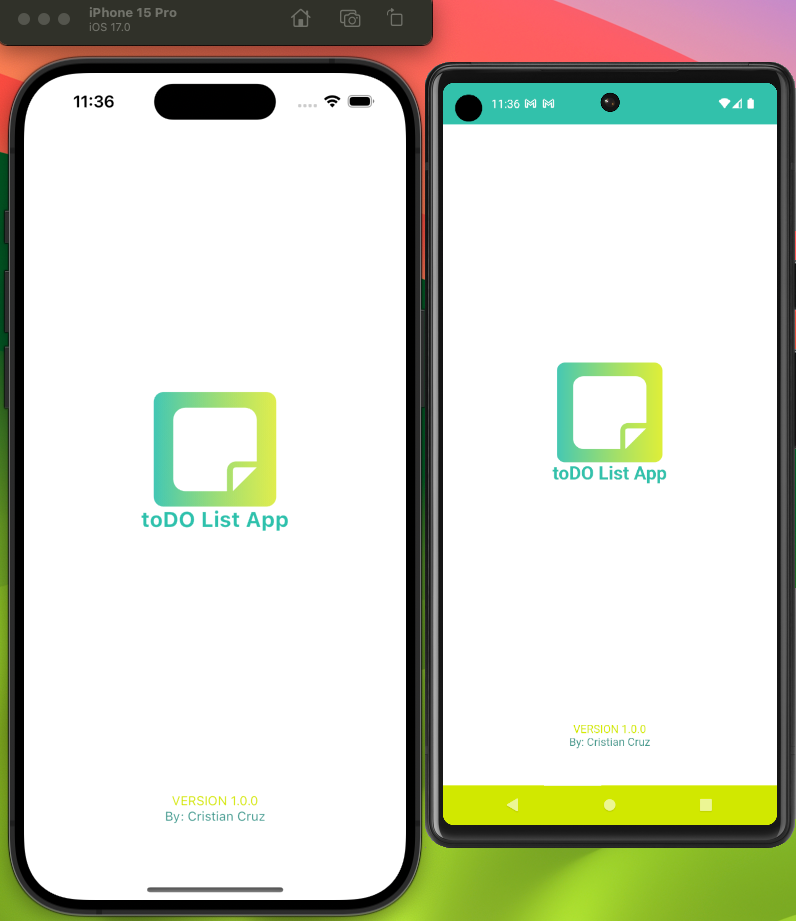 iPhone 15 Pro
iOS 17.0
11:36
toDO List App
VERSION 1.0.0
By: Cristian Cruz
11:36
toDO List App
VERSION 1.0.0
By: Cristian Cruz